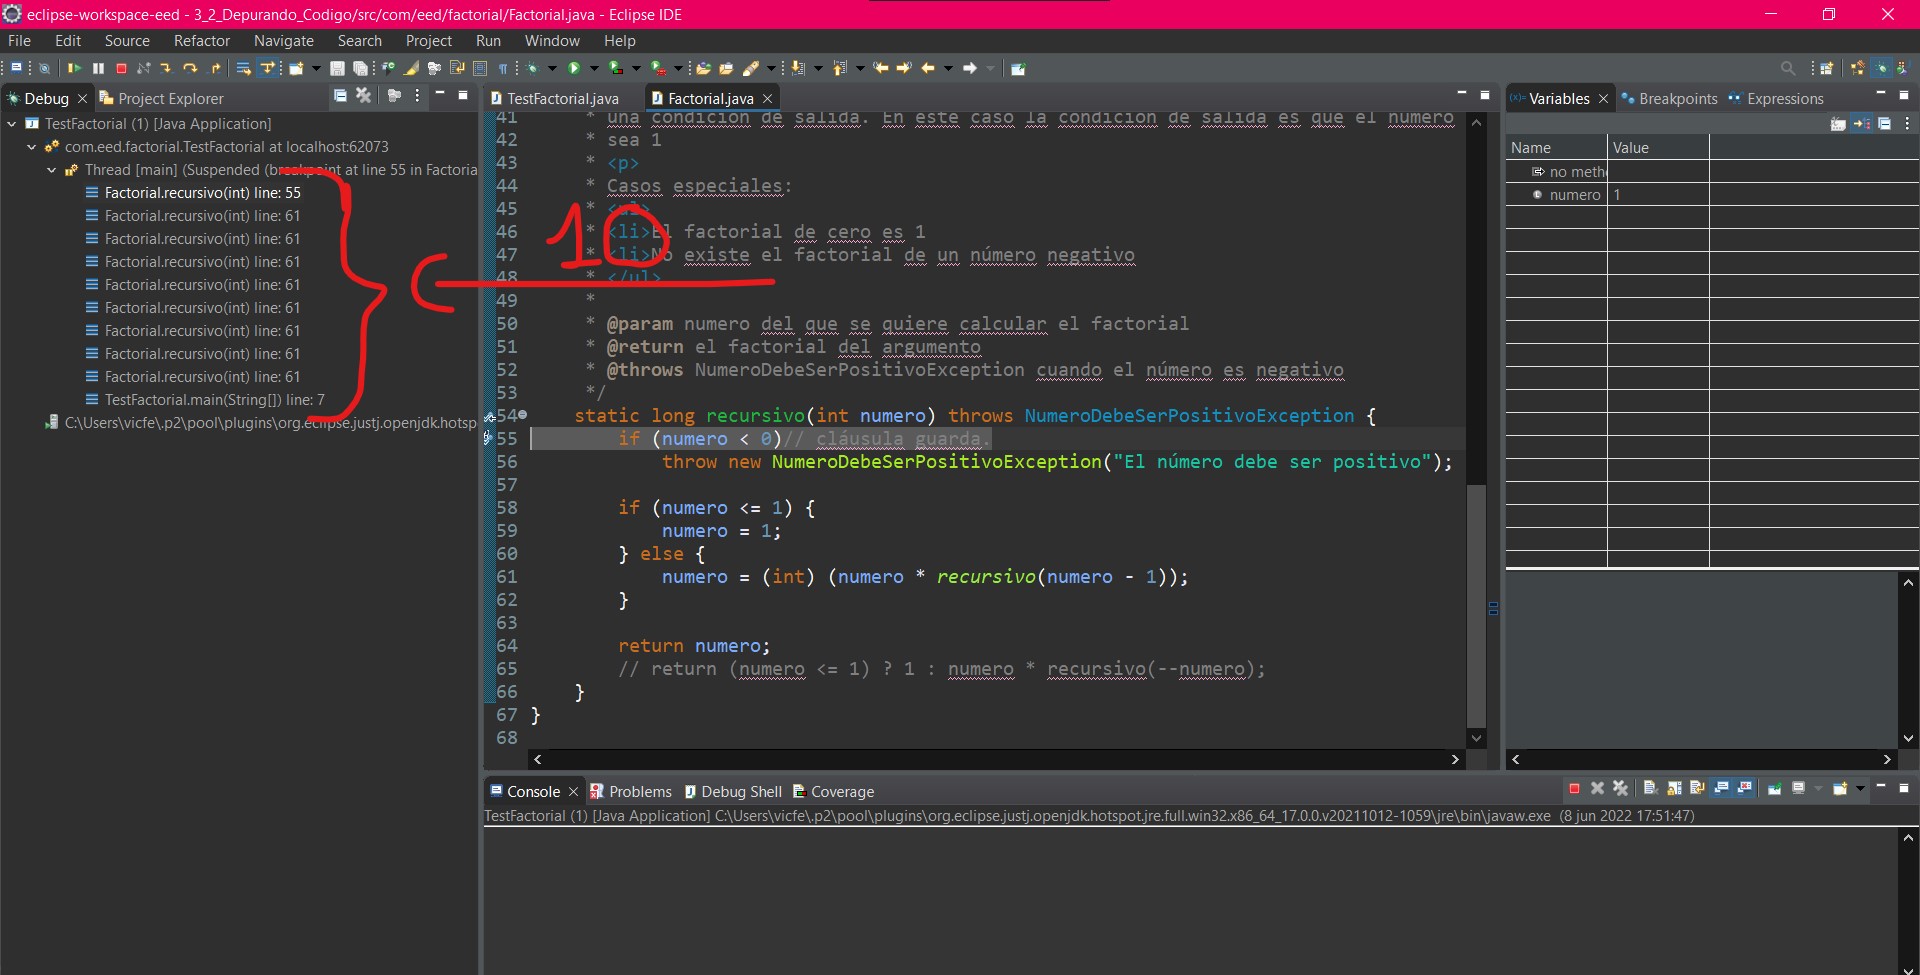 eclipse-workspace-eed - 3_2_Depurando_Codigo/src/com/eed/factorial/Factorial.java - Eclipse IDE
File Edit Source Refactor Navigate Search Project Run Window Help
Debug Project Explorer
TestFactorial (1) [Java Application]
com.eed.factorial.TestFactorial at localhost:62073
Thread [main] (Suspended (breakpoint at line 55 in Factoria
Factorial.recursivo(int) line: 55
Factorial.recursivo(int) line: 61
Factorial.recursivo(int) line: 61
Factorial.recursivo(int) line: 61
Factorial.recursivo(int) line: 61
Factorial.recursivo(int) line: 61
Factorial.recursivo(int) line: 61
Factorial.recursivo(int) line: 61
Factorial.recursivo(int) line: 61
TestFactorial.main(String[]) line: 7
C:\Users\vicfe\.p2\pool\plugins\org.eclipse.justj.openjdk.hotsp
10
TestFactorial.java Factorial.java
41 * una condición de salida. En este caso la condición de salida es que el número
42 * sea 1
43 * <p>
44 * Casos especiales:
45 * <ul>
46 * <li>El factorial de cero es 1
47 * <li>No existe el factorial de un número negativo
48 * </ul>
49 *
50 * @param numero del que se quiere calcular el factorial
51 * @return el factorial del argumento
52 * @throws NumeroDebeSerPositivoException cuando el número es negativo
53 */
54 static long recursivo(int numero) throws NumeroDebeSerPositivoException {
55 if (numero < 0)// cláusula guarda.
56 throw new NumeroDebeSerPositivoException("El número debe ser positivo");
57
58 if (numero <= 1) {
59 numero = 1;
60 } else {
61 numero = (int) (numero * recursivo(numero - 1));
62 }
63
64 return numero;
65 // return (numero <= 1) ? 1 : numero * recursivo(--numero);
66 }
67 }
68
Variables Breakpoints Expressions
Name Value
no meth
numero 1
Console Problems Debug Shell Coverage
TestFactorial (1) [Java Application] C:\Users\vicfe\.p2\pool\plugins\org.eclipse.justj.openjdk.hotspot.jre.full.win32.x86_64_17.0.0.v20211012-1059\jre\bin\javaw.exe (8 jun 2022 17:51:47)